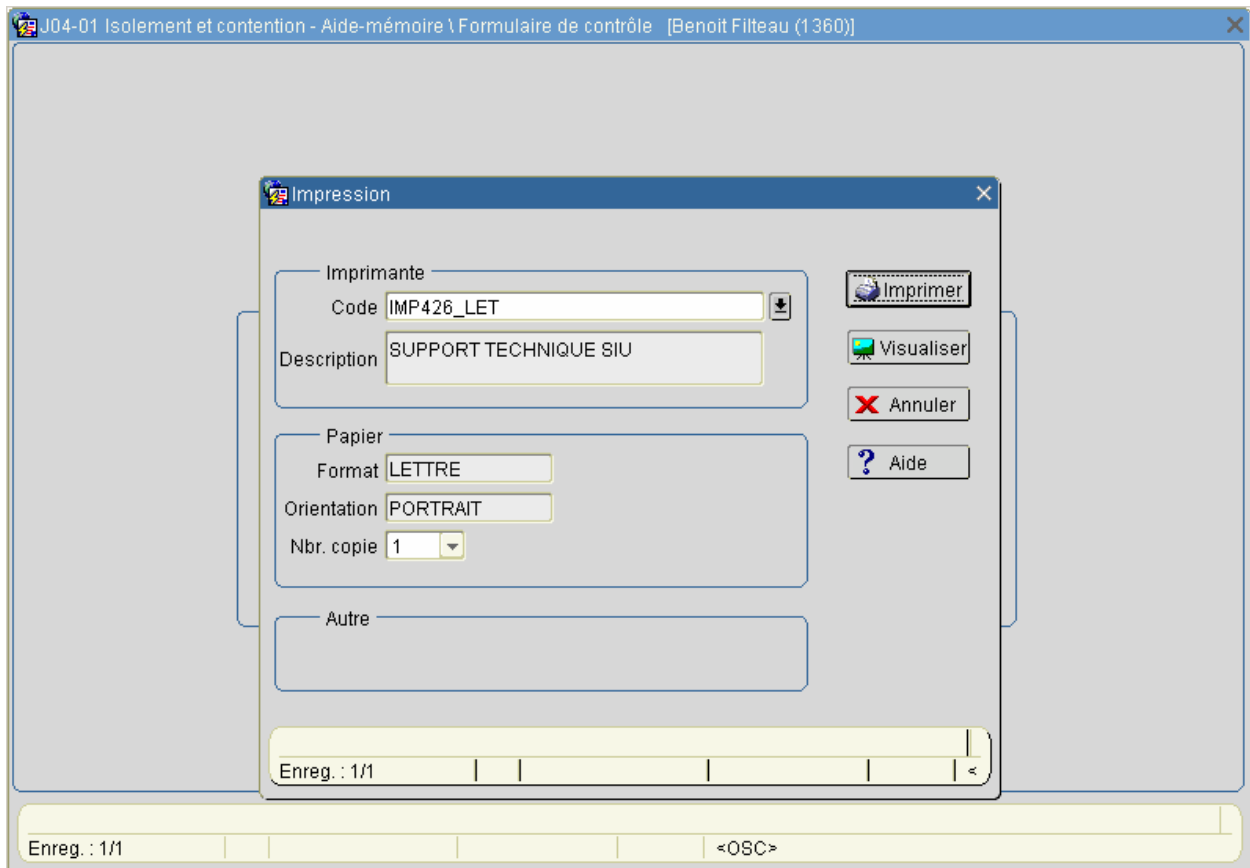 J04-01 Isolement et contention - Aide-mémoire \ Formulaire de contrôle [Benoit Filteau (1360)]
Impression
Imprimante
Code IMP426_LET
Description SUPPORT TECHNIQUE SIU
Papier
Format LETTRE
Orientation PORTRAIT
Nbr. copie 1
Autre
Imprimer
Visualiser
Annuler
? Aide
Enreg. : 1/1 <
Enreg. : 1/1 <OSC>